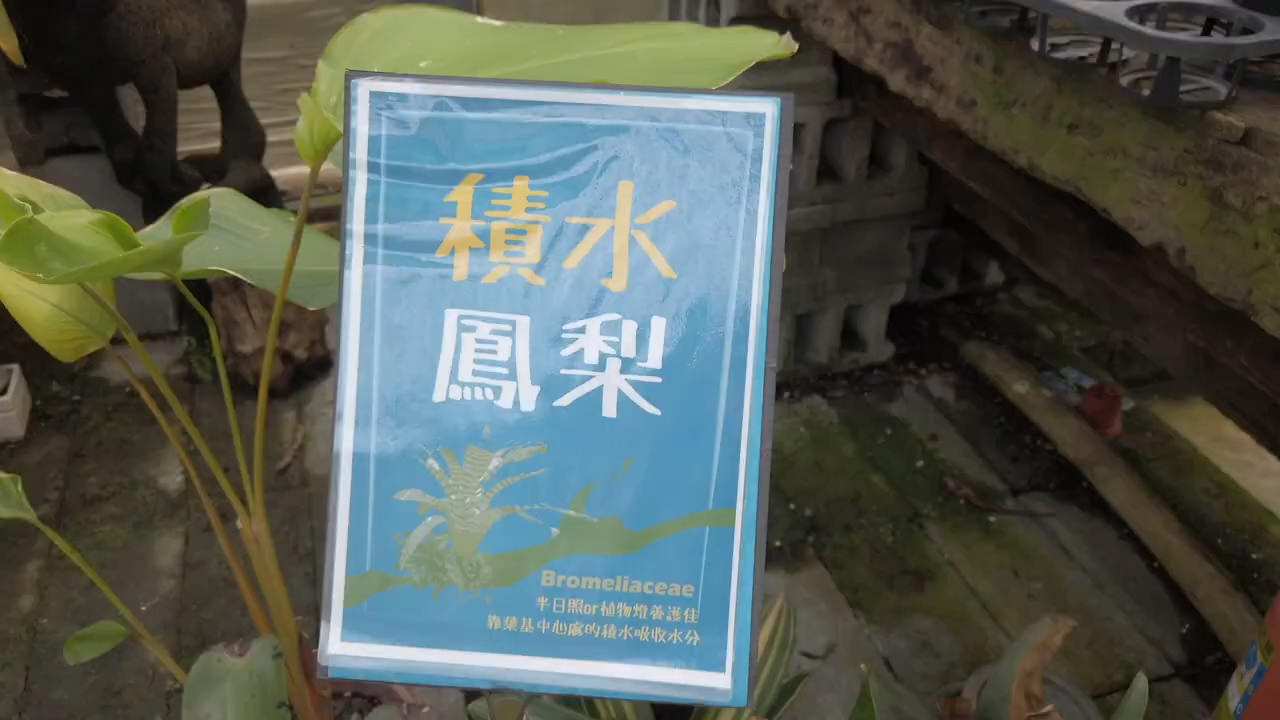 積水
鳳梨
Bromeliaceae
半日照or植物燈養護佳
靠葉基中心處的積水吸收水分